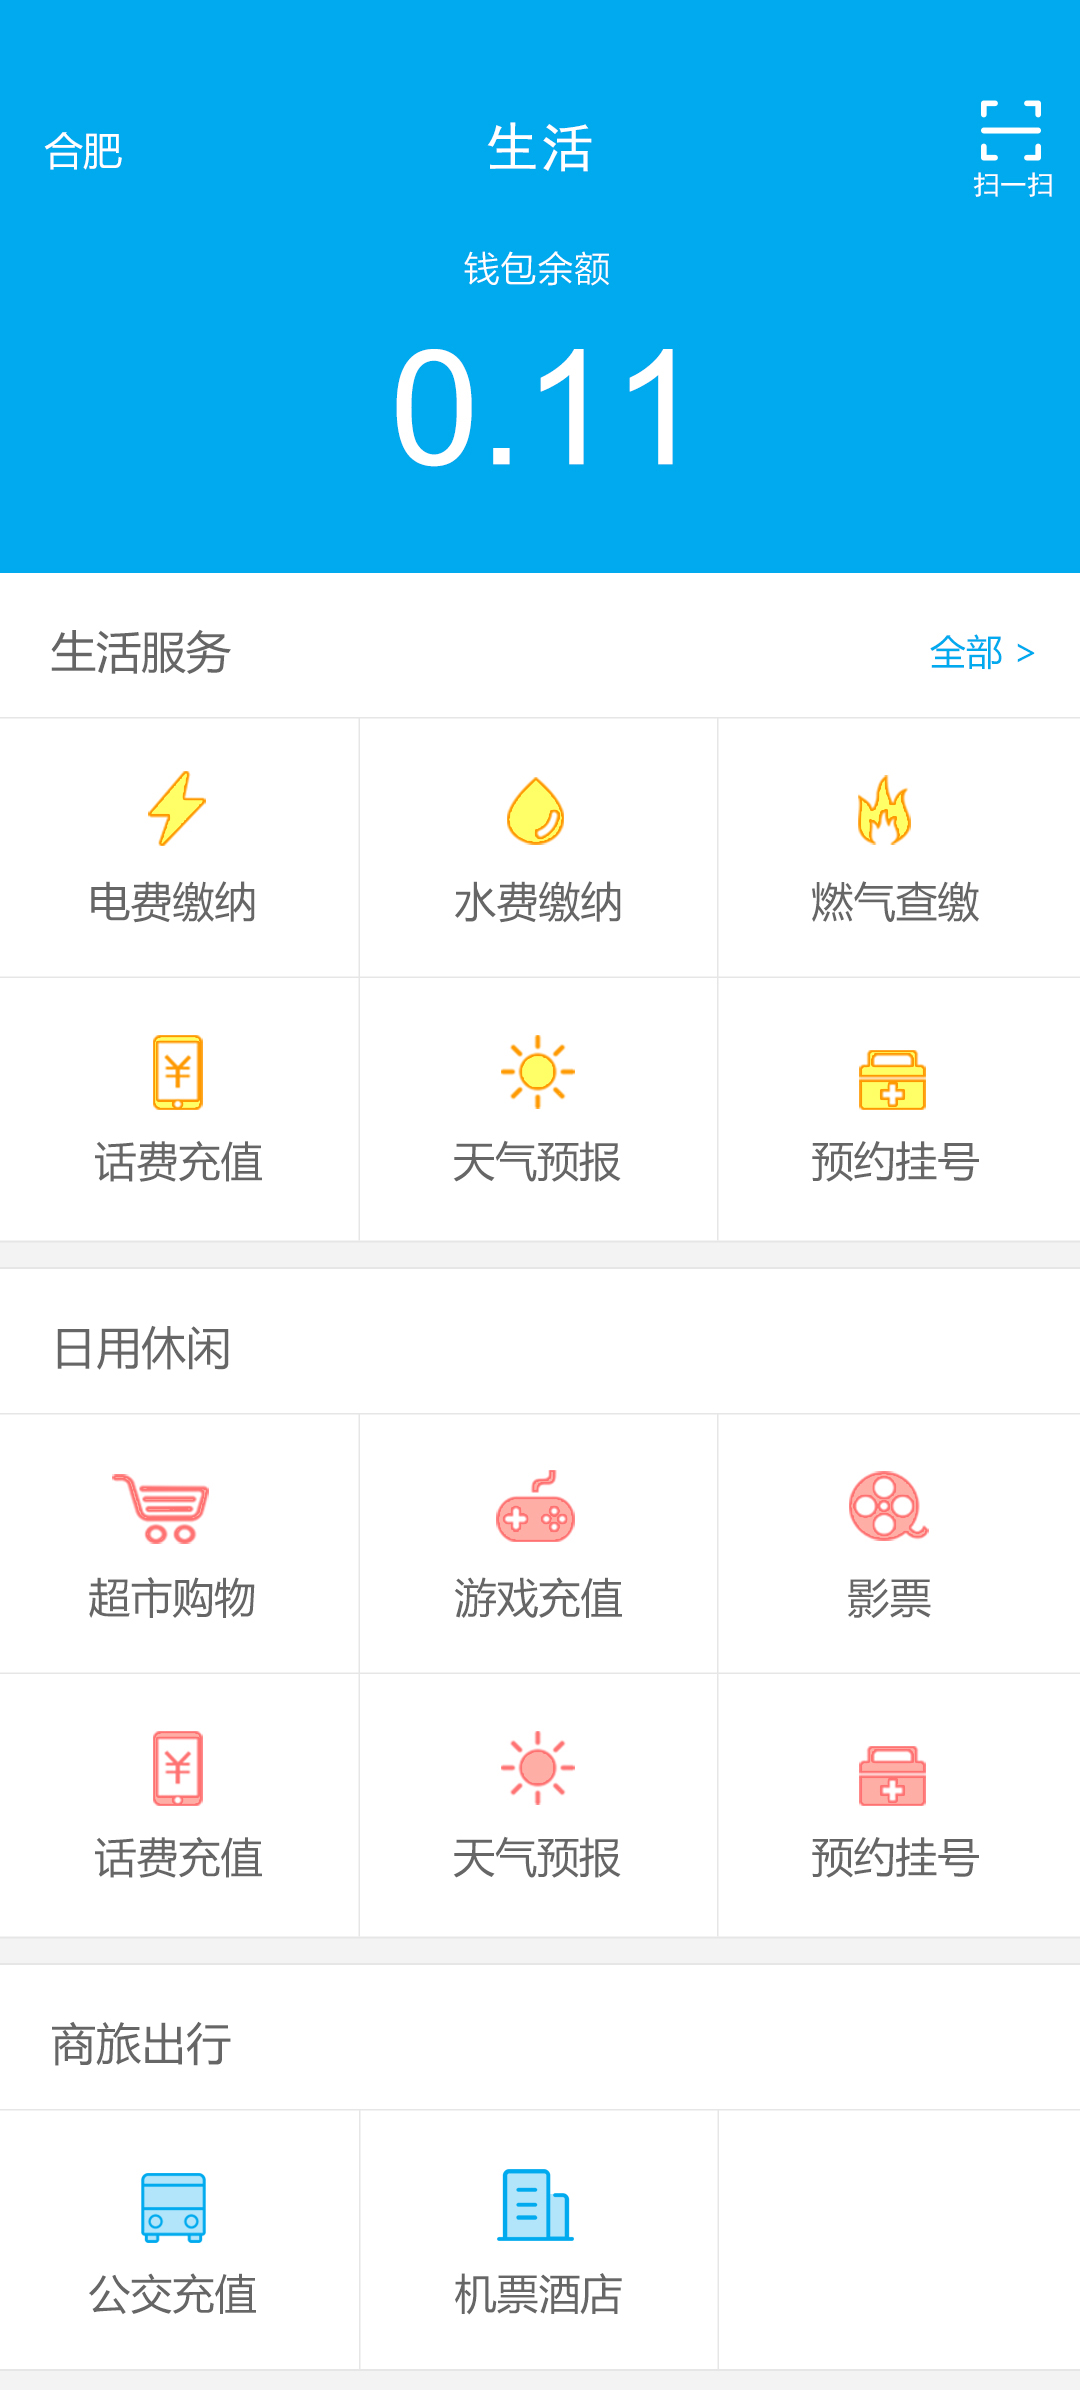 合肥
生活
扫一扫
钱包余额
0.11
生活服务
全部 >
电费缴纳
水费缴纳
燃气查缴
¥
话费充值
天气预报
预约挂号
日用休闲
超市购物
游戏充值
影票
¥
话费充值
天气预报
预约挂号
商旅出行
公交充值
机票酒店